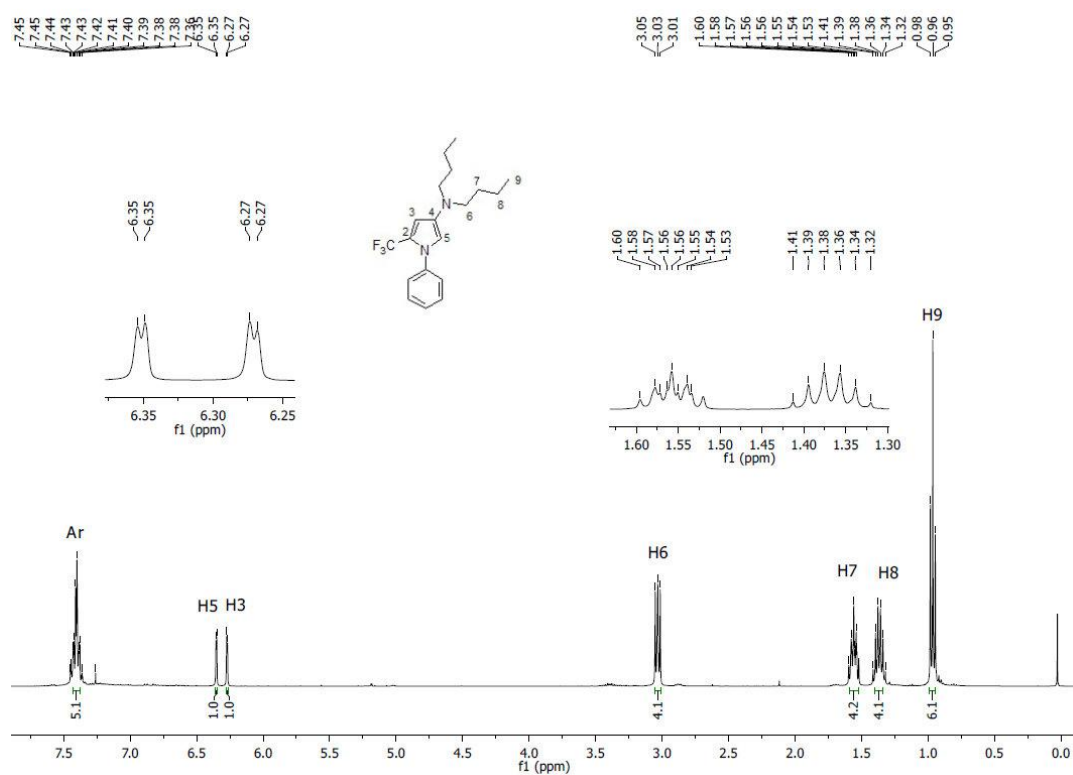 7.45 7.45 7.44 7.43 7.43 7.42 7.41 7.40 7.39 7.38 7.38 7.36 6.35 6.35 6.27 6.27
3.05 3.03 3.01
1.60 1.58 1.57 1.56 1.56 1.55 1.54 1.53 1.41 1.39 1.38 1.36 1.34 1.32 0.98 0.96 0.95
6.35 6.35 6.27 6.27
6.35 6.30 6.25
f1 (ppm)
7 9
N 8
3 4 6
F3C 2 5
N
1.60 1.58 1.57 1.56 1.56 1.55 1.54 1.53 1.41 1.39 1.38 1.36 1.34 1.32
1.60 1.55 1.50 1.45 1.40 1.35 1.30
f1 (ppm)
H9
Ar
H5 H3
H6
H7 H8
5.1 1.0 1.0 4.1 4.2 4.1 6.1
7.5 7.0 6.5 6.0 5.5 5.0 4.5 4.0 3.5 3.0 2.5 2.0 1.5 1.0 0.5 0.0
f1 (ppm)